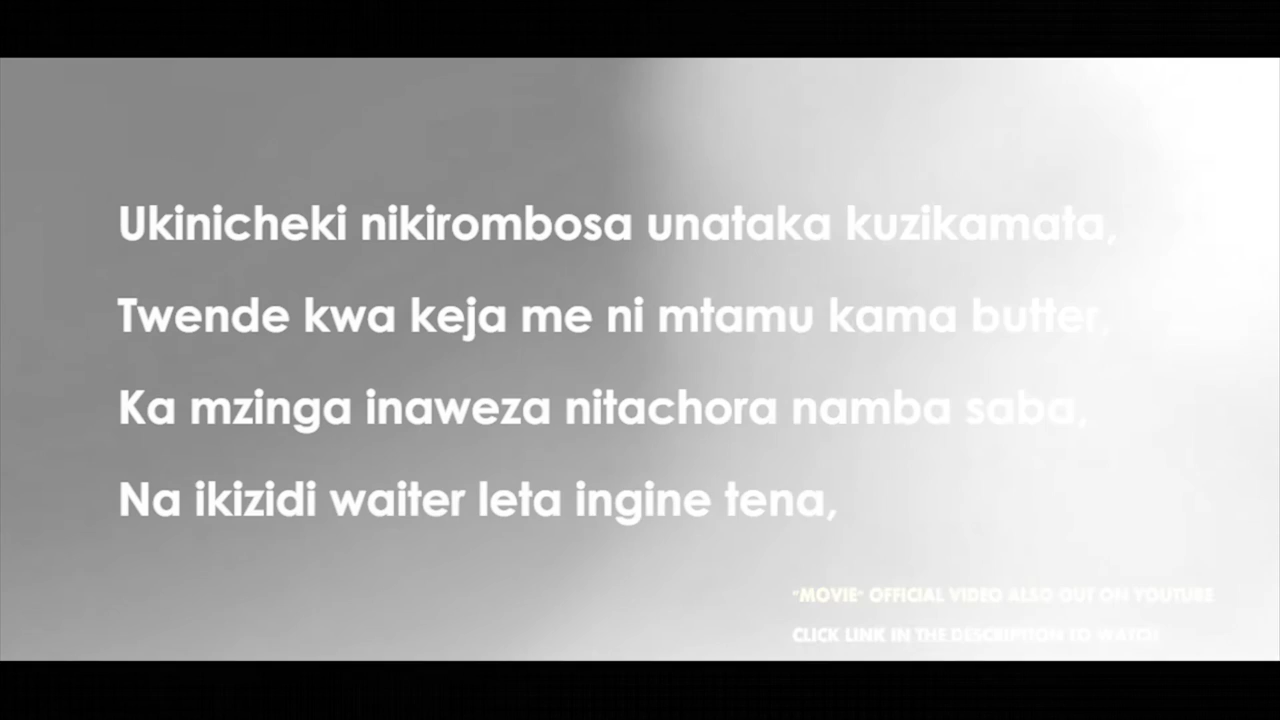 Ukinicheki nikirombosa unataka kuzikamata,
Twende kwa keja me ni mtamu kama butter,
Ka mzinga inaweza nitachora namba saba,
Na ikizidi waiter leta ingine tena,
"MOVIE" OFFICIAL VIDEO ALSO OUT ON YOUTUBE
CLICK LINK IN THE DESCRIPTION TO WATCH